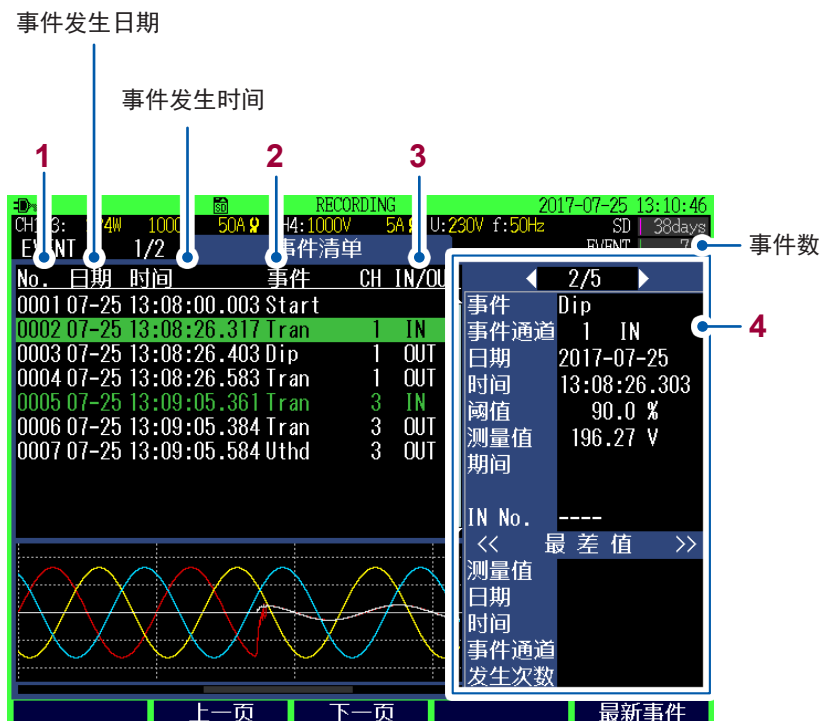 事件发生日期
事件发生时间
1 2 3
SD RECORDING 2017-07-25 13:10:46
1000 50A 4:1000V 5A U:230V f:50Hz SD 38days
1/2 事件清单 EVENT
事件数
No. 日期 时间 事件 CH IN/OU
2/5
0001 07-25 13:08:00.003 Start
0002 07-25 13:08:26.317 Tran 1 IN
0003 07-25 13:08:26.403 Dip 1 OUT
0004 07-25 13:08:26.583 Tran 1 OUT
0005 07-25 13:09:05.361 Tran 3 IN
0006 07-25 13:09:05.384 Tran 3 OUT
0007 07-25 13:09:05.584 Uthd 3 OUT
事件 Dip
事件通道 1 IN
4
日期 2017-07-25
时间 13:08:26.303
阈值 90.0 %
测量值 196.27 V
期间
IN No. ----
<< 最差值 >>
测量值
日期
时间
事件通道
发生次数
上一页 下一页 最新事件